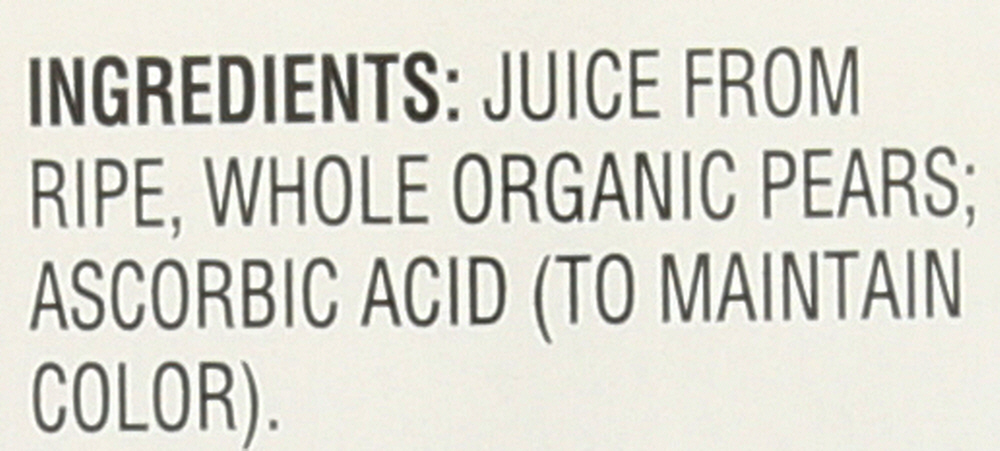 INGREDIENTS: JUICE FROM
RIPE, WHOLE ORGANIC PEARS;
ASCORBIC ACID (TO MAINTAIN
COLOR).